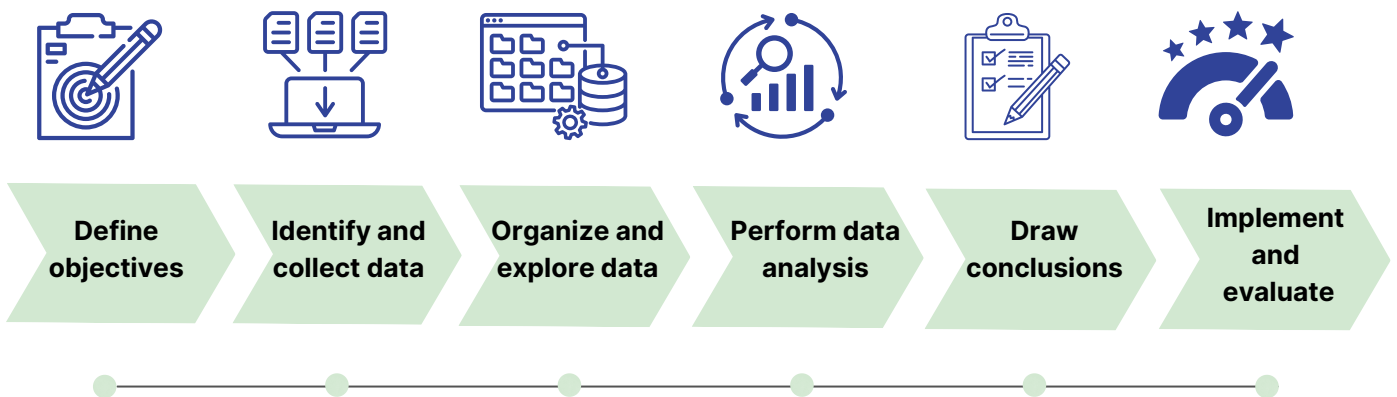 Define
objectives
Identify and
collect data
Organize and
explore data
Perform data
analysis
Draw
conclusions
Implement
and
evaluate